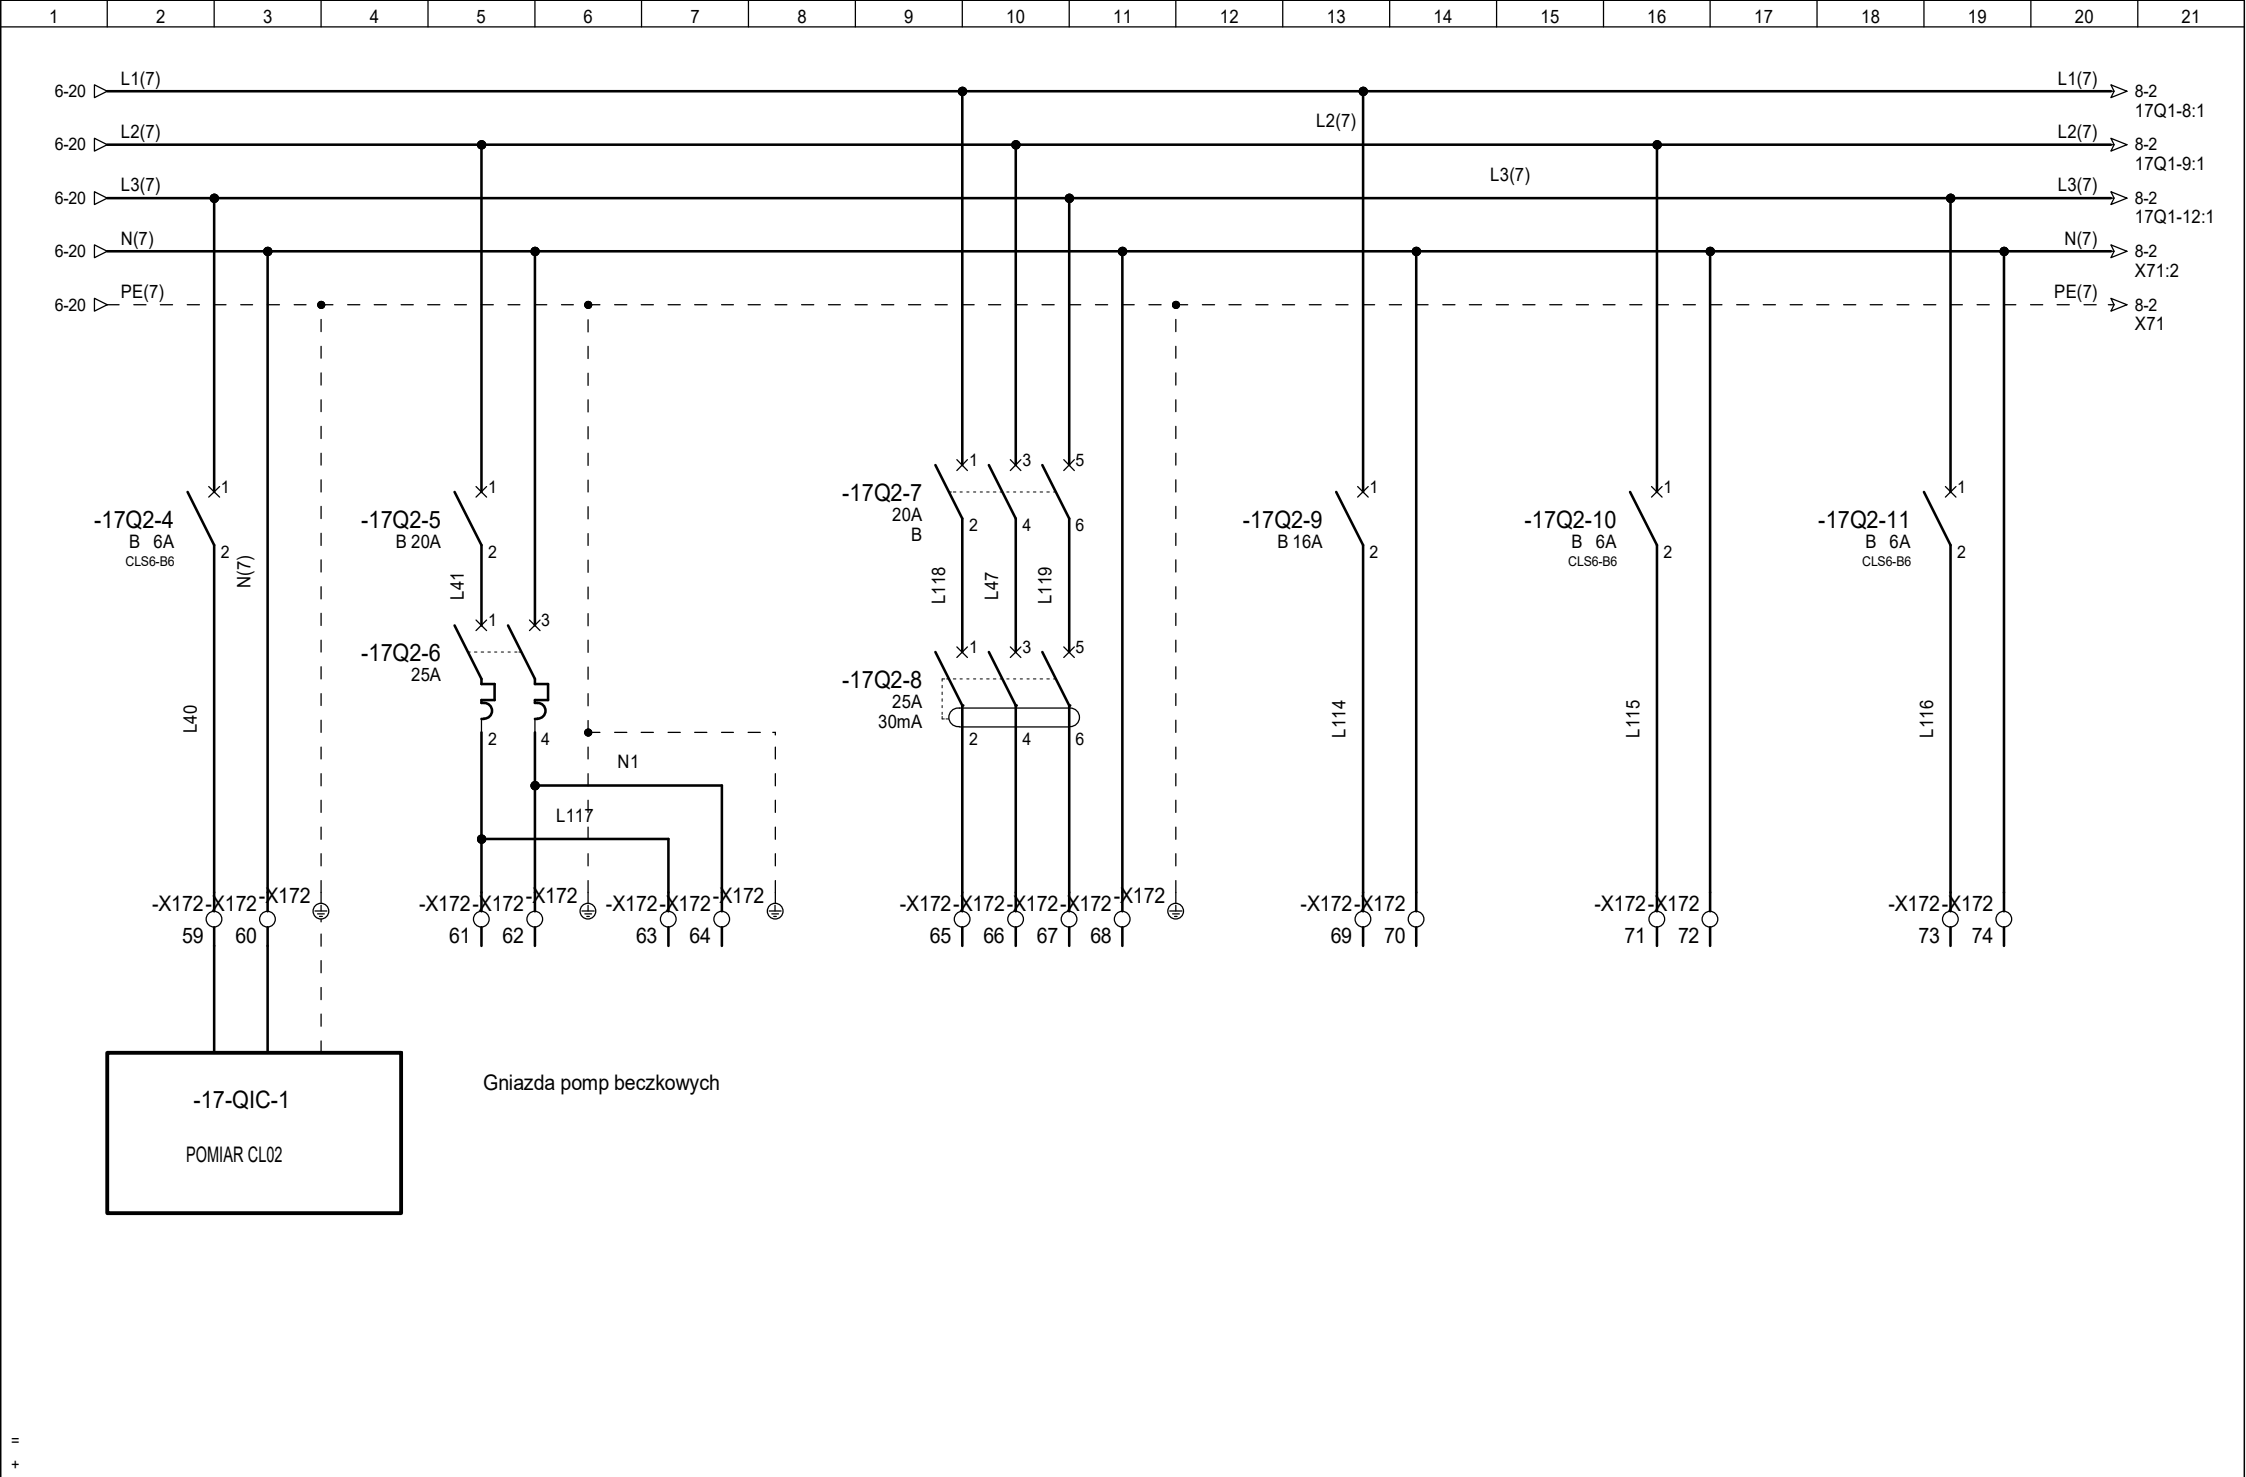 1 2 3 4 5 6 7 8 9 10 11 12 13 14 15 16 17 18 19 20 21
L1(7) L1(7)
6-20 8-2
17Q1-8:1
L2(7)
L2(7) L2(7)
6-20 8-2
17Q1-9:1
L3(7)
L3(7) L3(7)
6-20 8-2
17Q1-12:1
N(7) N(7)
6-20 8-2
X71:2
PE(7) PE(7)
6-20 8-2
X71
-17Q2-4
B 6A
CLS6-B6
1
2
N(7)
L40
-17Q2-5
B 20A
1
2
L41
-17Q2-6
25A
1 3
2 4
N1
L117
-17Q2-7
20A
B
1 3 5
2 4 6
L118 L47 L119
-17Q2-8
25A
30mA
1 3 5
2 4 6
-17Q2-9
B 16A
1
2
L114
-17Q2-10
B 6A
CLS6-B6
1
2
L115
-17Q2-11
B 6A
CLS6-B6
1
2
L116
-X172 -X172 -X172 -X172 -X172 -X172 -X172 -X172 -X172 -X172 -X172 -X172 -X172 -X172 -X172 -X172 -X172 -X172 -X172 -X172
59 60 61 62 63 64 65 66 67 68 69 70 71 72 73 74
-17-QIC-1
POMIAR CL02
Gniazda pomp beczkowych
=
+